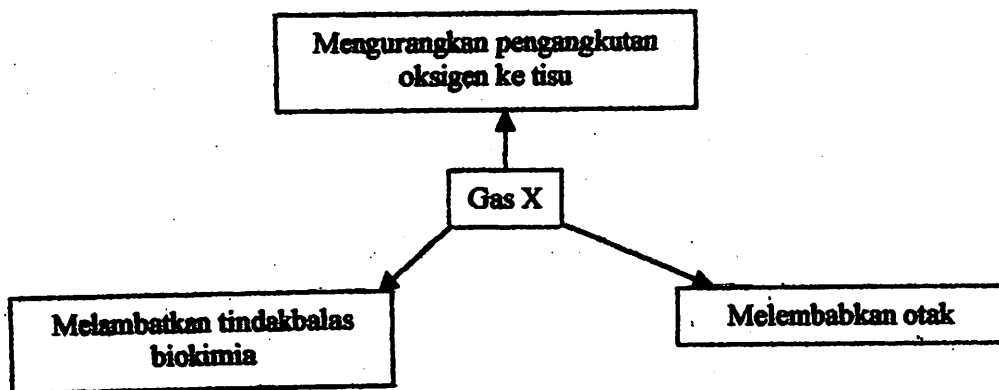 Mengurangkan pengangkutan
oksigen ke tisu
Gas X
Melambatkan tindakbalas
biokimia
Melembabkan otak